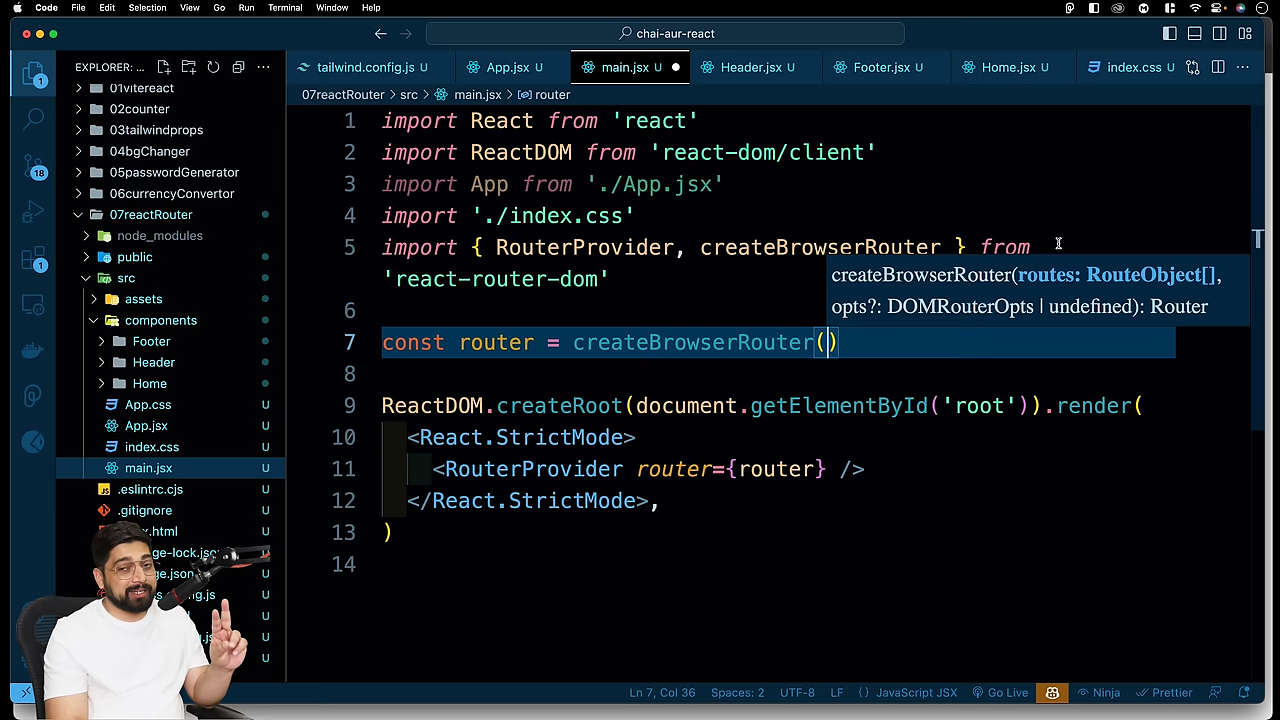 Code File Edit Selection View Go Run Terminal Window Help
chai-aur-react
EXPLORER: ...
tailwind.config.js U
App.jsx U
main.jsx U
Header.jsx U
Footer.jsx U
Home.jsx U
index.css U
07reactRouter > src > main.jsx > router
01vitereact
02counter
03tailwindprops
04bgChanger
05passwordGenerator
06currencyConvertor
07reactRouter
node_modules
public
src
assets
components
Footer
Header
Home
App.css U
App.jsx U
index.css U
main.jsx U
.eslintrc.cjs U
.gitignore U
.html U
U
U
U
U
U
1
18
1
1 import React from 'react'
2 import ReactDOM from 'react-dom/client'
3 import App from './App.jsx'
4 import './index.css'
5 import { RouterProvider, createBrowserRouter } from
'react-router-dom'
createBrowserRouter(routes: RouteObject[],
opts?: DOMRouterOpts | undefined): Router
6
7 const router = createBrowserRouter()
8
9 ReactDOM.createRoot(document.getElementById('root')).render(
10 <React.StrictMode>
11 <RouterProvider router={router} />
12 </React.StrictMode>,
13 )
14
Ln 7, Col 36 Spaces: 2 UTF-8 LF { } JavaScript JSX Go Live Ninja Prettier